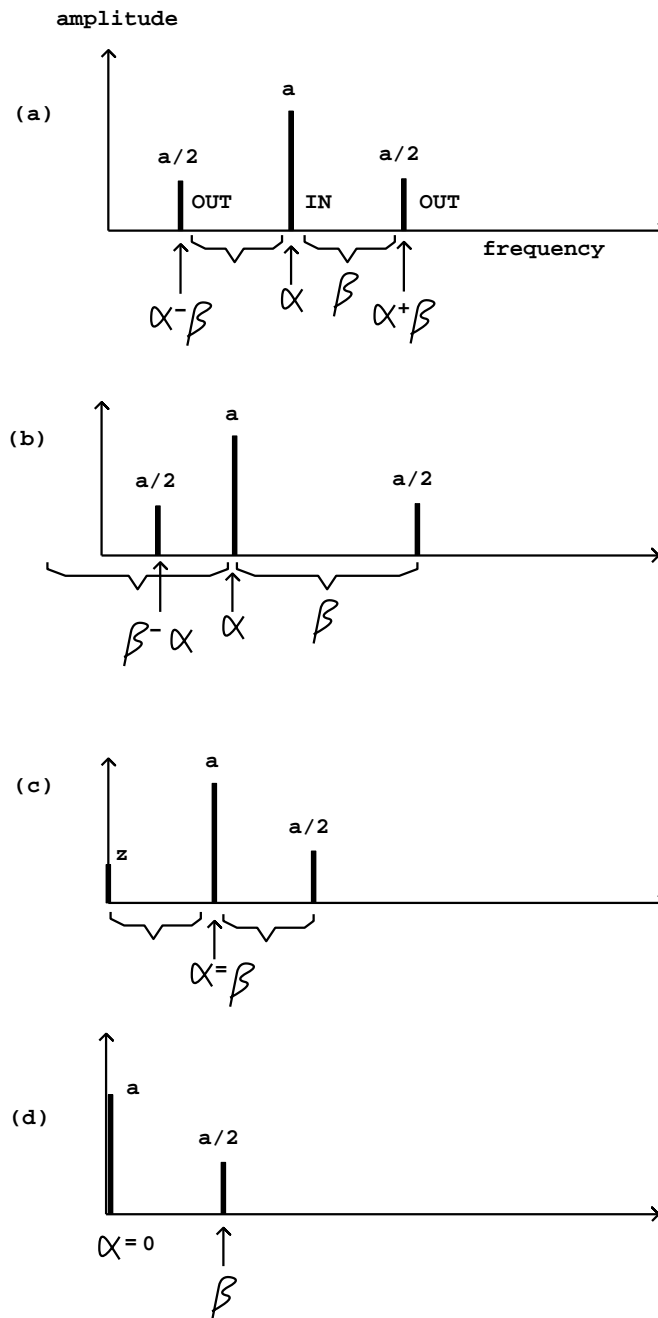 amplitude
(a)
a
a/2
a/2
OUT
IN
OUT
frequency
α-β
α
β
α+β
(b)
a
a/2
a/2
β-α
α
β
(c)
a
a/2
z
α=β
(d)
a
a/2
α=0
β